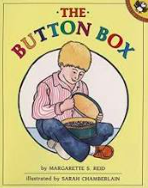 ·THE·
BUTTON BOX
by MARGARETTE S. REID
illustrated by SARAH CHAMBERLAIN